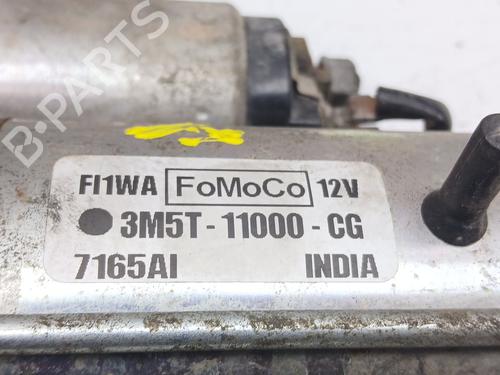 B-PARTS
FI1WA FoMoCo 12V
3M5T - 11000 - CG
7165AI INDIA